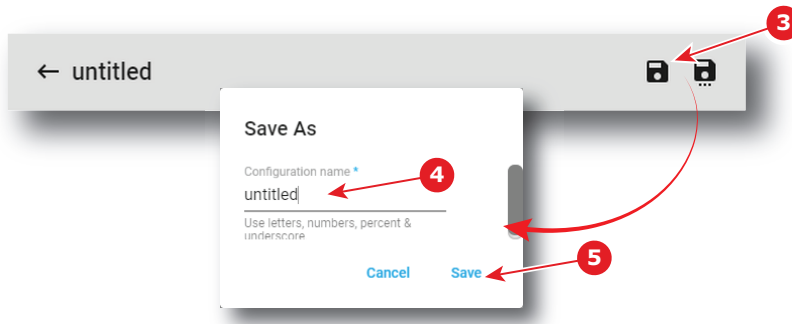 3
← untitled
Save As
Configuration name *
4
untitled
Use letters, numbers, percent &
underscore
5
Cancel Save